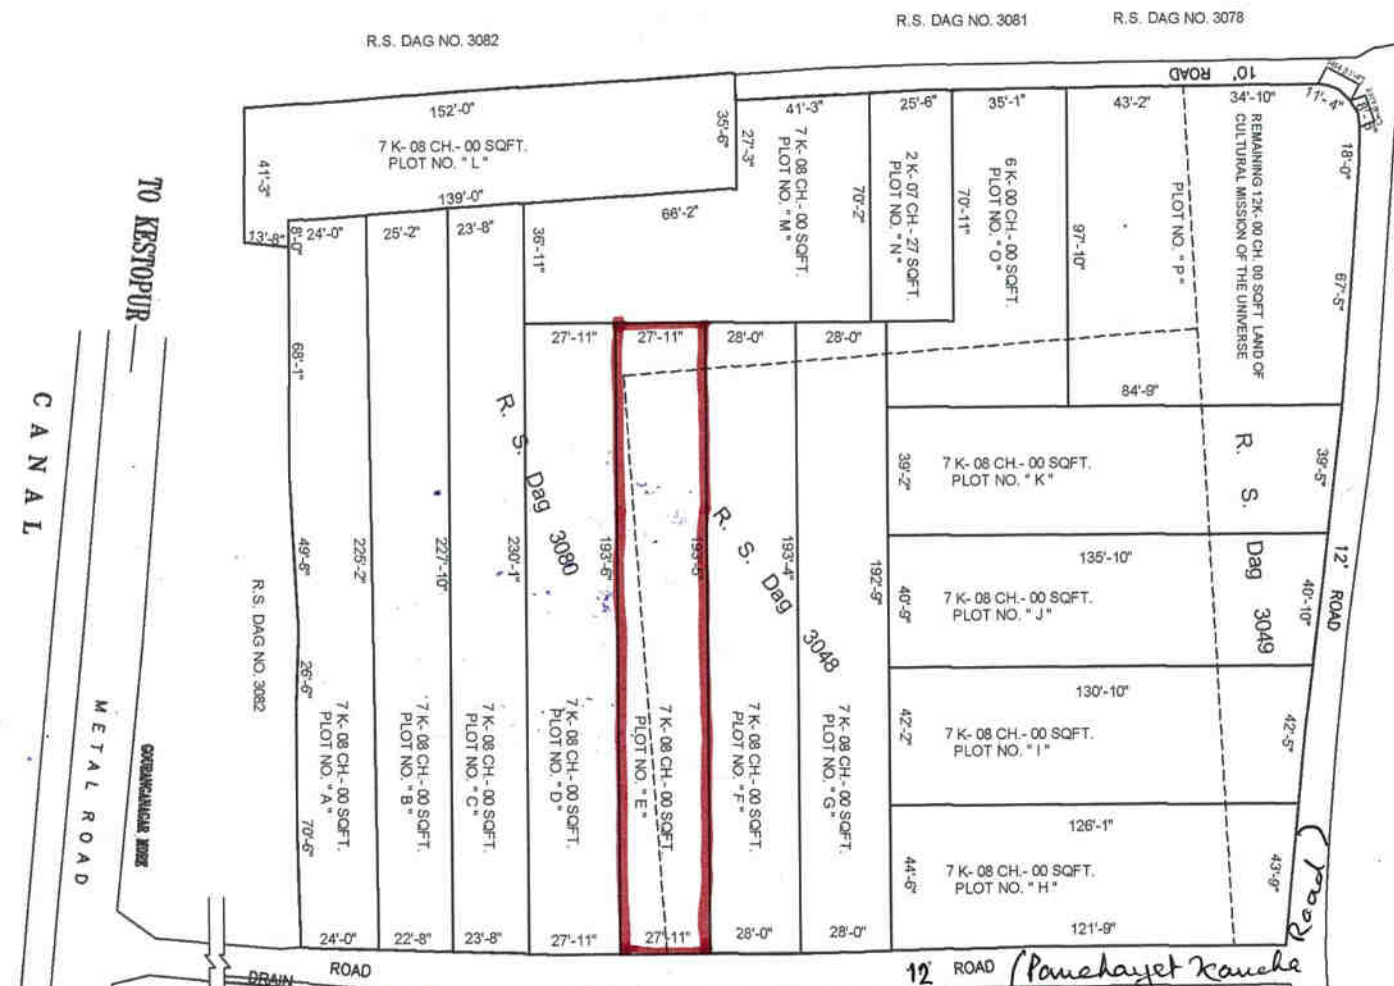 R.S. DAG NO. 3082
R.S. DAG NO. 3081
R.S. DAG NO. 3078
10' ROAD
152'-0"
7 K- 08 CH.- 00 SQFT.
PLOT NO. " L "
41'-3"
35'-6"
139'-0"
13'-8"
8'-0"
41'-3"
27'-3"
7 K- 08 CH.- 00 SQFT.
PLOT NO. " M "
66'-2"
36'-11"
70'-2"
25'-6"
2 K- 07 CH.- 27 SQFT.
PLOT NO. " N "
70'-11"
35'-1"
6 K- 00 CH.- 00 SQFT.
PLOT NO. " O "
97'-10"
43'-2"
PLOT NO. " P "
34'-10"
REMAINING 12K- 00 CH. 00 SQFT LAND OF
CULTURAL MISSION OF THE UNIVERSE
11'-4"
18'-0"
67'-5"
84'-9"
TO KESTOPUR
CANAL
METAL ROAD
GOURANGANAGAR MORE
R.S. DAG NO. 3082
24'-0"
68'-1"
49'-8"
26'-6"
70'-6"
7 K- 08 CH.- 00 SQFT.
PLOT NO. " A "
24'-0"
25'-2"
225'-2"
7 K- 08 CH.- 00 SQFT.
PLOT NO. " B "
22'-8"
23'-8"
227'-10"
7 K- 08 CH.- 00 SQFT.
PLOT NO. " C "
23'-8"
230'-1"
27'-11"
R. S. Dag 3080
193'-6"
7 K- 08 CH.- 00 SQFT.
PLOT NO. " D "
27'-11"
27'-11"
7 K- 08 CH.- 00 SQFT.
PLOT NO. " E "
27'-11"
28'-0"
R. S. Dag 3048
193'-4"
7 K- 08 CH.- 00 SQFT.
PLOT NO. " F "
28'-0"
28'-0"
192'-9"
7 K- 08 CH.- 00 SQFT.
PLOT NO. " G "
28'-0"
R. S. Dag 3049
39'-2"
7 K- 08 CH.- 00 SQFT.
PLOT NO. " K "
39'-5"
135'-10"
40'-9"
7 K- 08 CH.- 00 SQFT.
PLOT NO. " J "
40'-10"
130'-10"
42'-2"
7 K- 08 CH.- 00 SQFT.
PLOT NO. " I "
42'-5"
126'-1"
44'-6"
7 K- 08 CH.- 00 SQFT.
PLOT NO. " H "
43'-9"
121'-9"
12' ROAD
DRAIN
ROAD
12' ROAD (Panchayet Kancha Road)